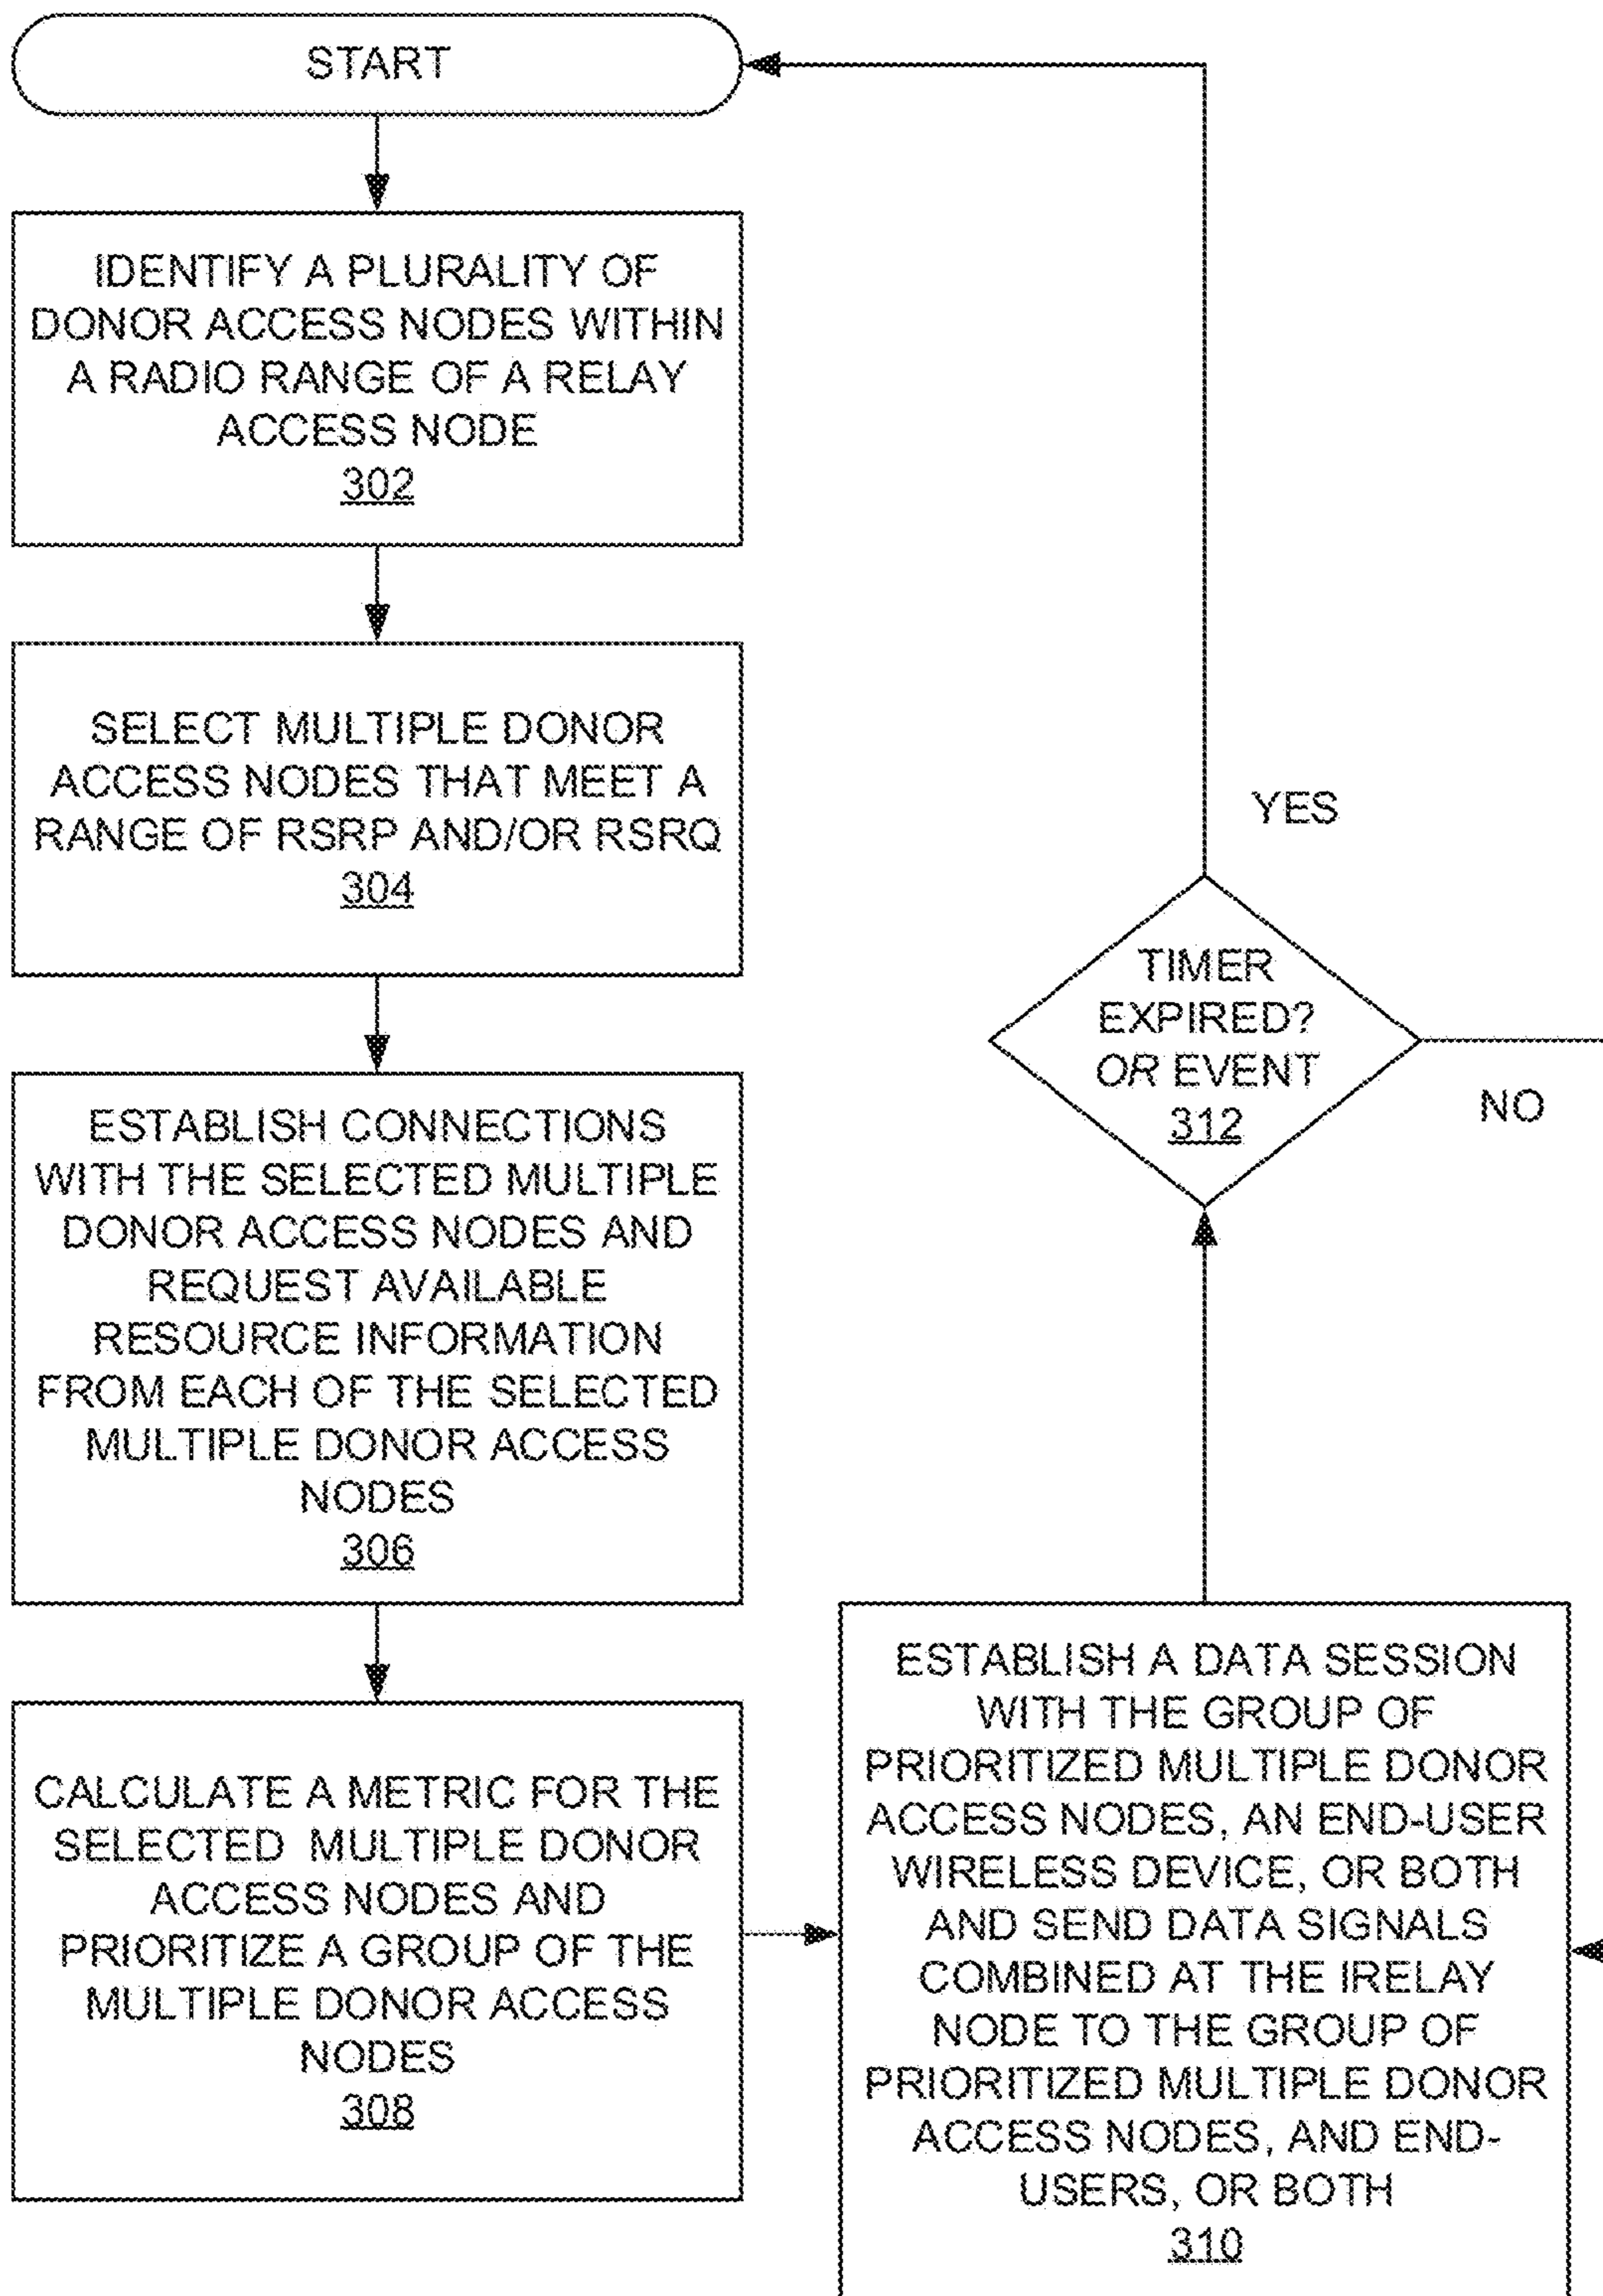 START
IDENTIFY A PLURALITY OF
DONOR ACCESS NODES WITHIN
A RADIO RANGE OF A RELAY
ACCESS NODE
302
SELECT MULTIPLE DONOR
ACCESS NODES THAT MEET A
RANGE OF RSRP AND/OR RSRQ
304
ESTABLISH CONNECTIONS
WITH THE SELECTED MULTIPLE
DONOR ACCESS NODES AND
REQUEST AVAILABLE
RESOURCE INFORMATION
FROM EACH OF THE SELECTED
MULTIPLE DONOR ACCESS
NODES
306
CALCULATE A METRIC FOR THE
SELECTED MULTIPLE DONOR
ACCESS NODES AND
PRIORITIZE A GROUP OF THE
MULTIPLE DONOR ACCESS
NODES
308
ESTABLISH A DATA SESSION
WITH THE GROUP OF
PRIORITIZED MULTIPLE DONOR
ACCESS NODES, AN END-USER
WIRELESS DEVICE, OR BOTH
AND SEND DATA SIGNALS
COMBINED AT THE IRELAY
NODE TO THE GROUP OF
PRIORITIZED MULTIPLE DONOR
ACCESS NODES, AND END-
USERS, OR BOTH
310
TIMER
EXPIRED?
OR EVENT
312
YES
NO